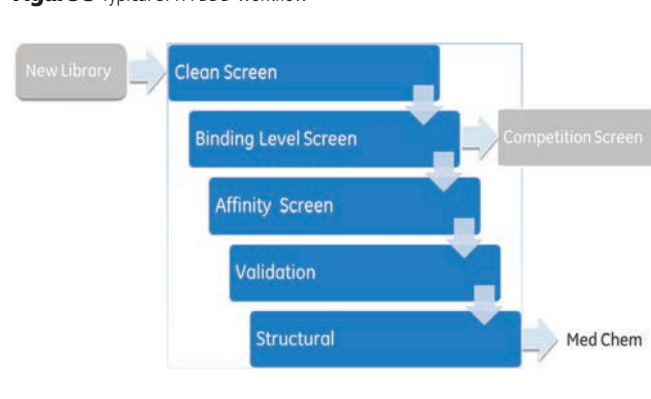 New Library
Clean Screen
Binding Level Screen
Competition Screen
Affinity Screen
Validation
Structural
Med Chem